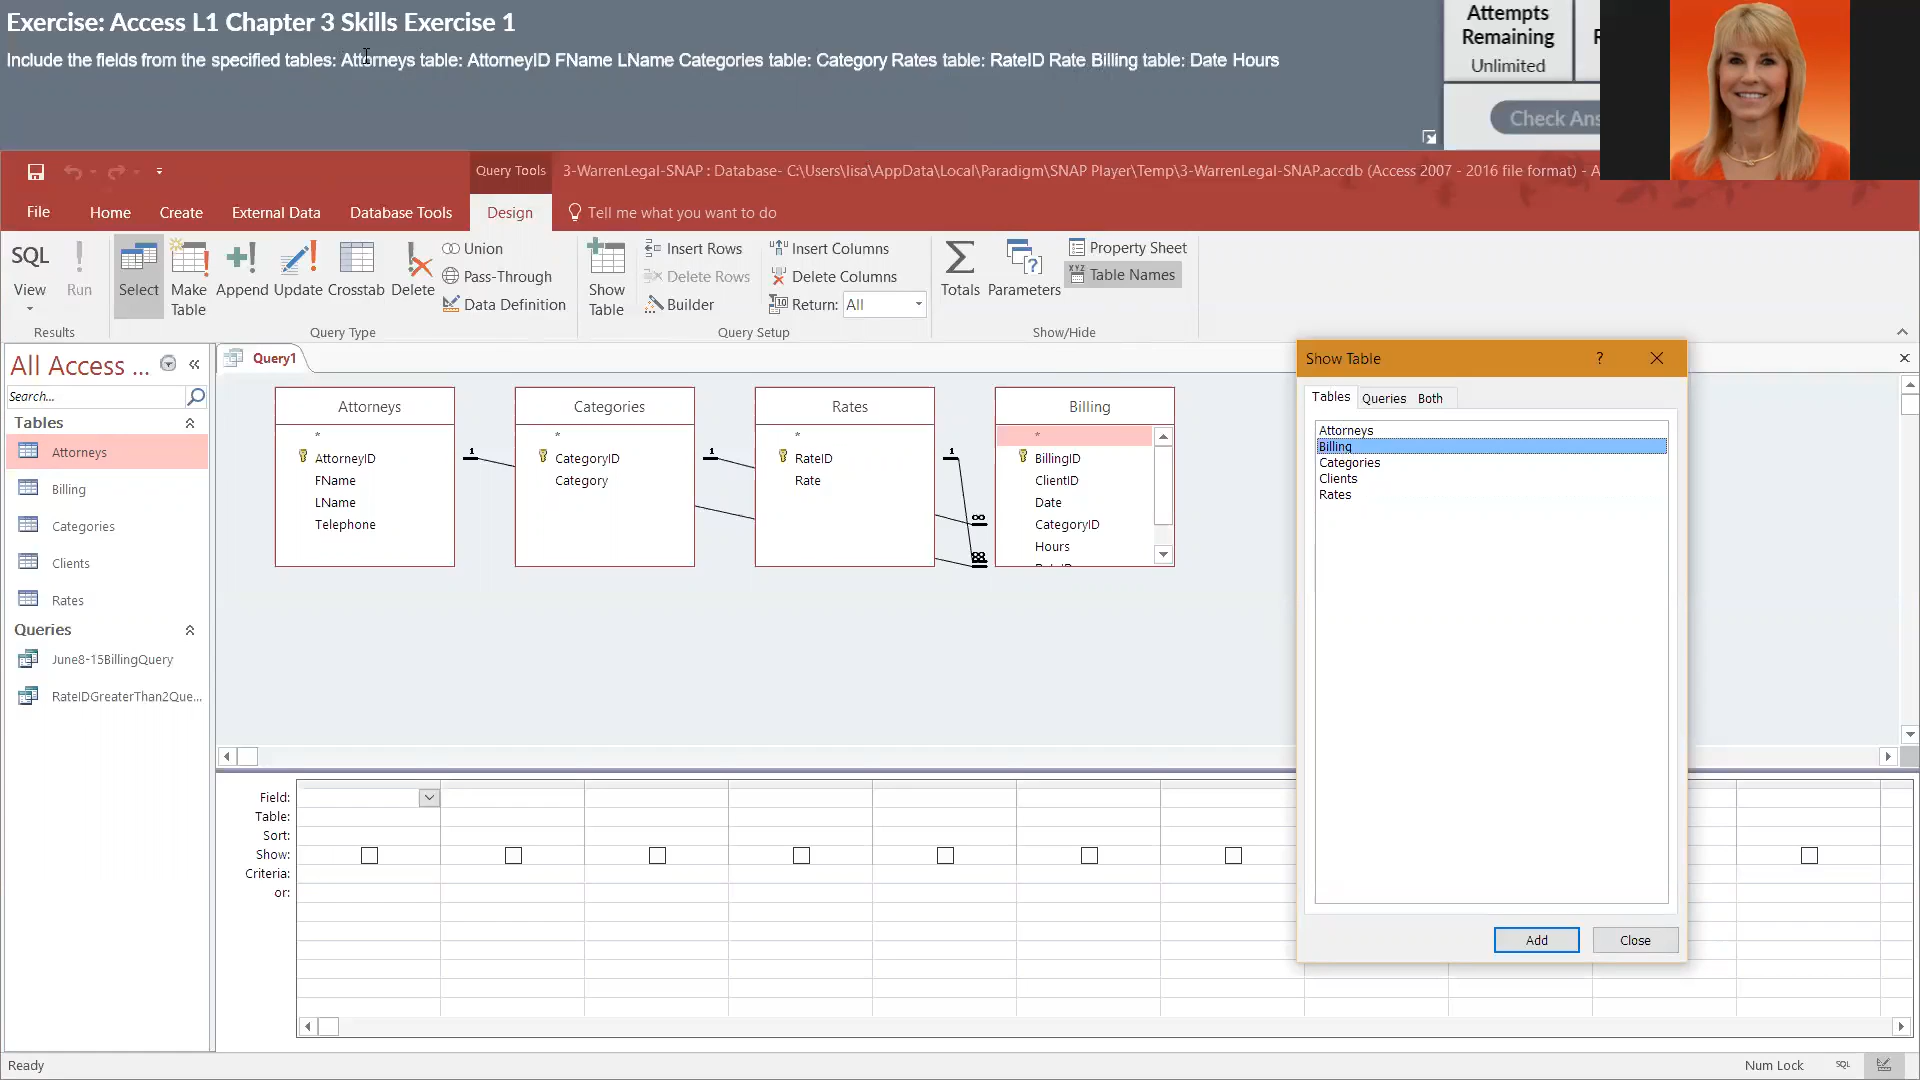 Exercise: Access L1 Chapter 3 Skills Exercise 1
Include the fields from the specified tables: Attorneys table: AttorneyID FName LName Categories table: Category Rates table: RateID Rate Billing table: Date Hours
Attempts
Remaining
Unlimited
Check Ans
Query Tools
3-WarrenLegal-SNAP : Database- C:\Users\lisa\AppData\Local\Paradigm\SNAP Player\Temp\3-WarrenLegal-SNAP.accdb (Access 2007 - 2016 file format) - A
File
Home
Create
External Data
Database Tools
Design
Tell me what you want to do
SQL
View
!
Run
Select
Make
Table
Append
Update
Crosstab
Delete
Union
Pass-Through
Data Definition
Show
Table
Insert Rows
Delete Rows
Builder
Insert Columns
Delete Columns
Return: All
Totals
Parameters
Property Sheet
Table Names
Results
Query Type
Query Setup
Show/Hide
All Access ...
Search...
Tables
Attorneys
Billing
Categories
Clients
Rates
Queries
June8-15BillingQuery
RateIDGreaterThan2Que...
Query1
Attorneys
*
AttorneyID
FName
LName
Telephone
1
Categories
*
CategoryID
Category
1
Rates
*
RateID
Rate
1
∞
Billing
*
BillingID
ClientID
Date
CategoryID
Hours
Show Table
?
Tables
Queries
Both
Attorneys
Billing
Categories
Clients
Rates
Add
Close
Field:
Table:
Sort:
Show:
Criteria:
or:
Ready
Num Lock
SQL